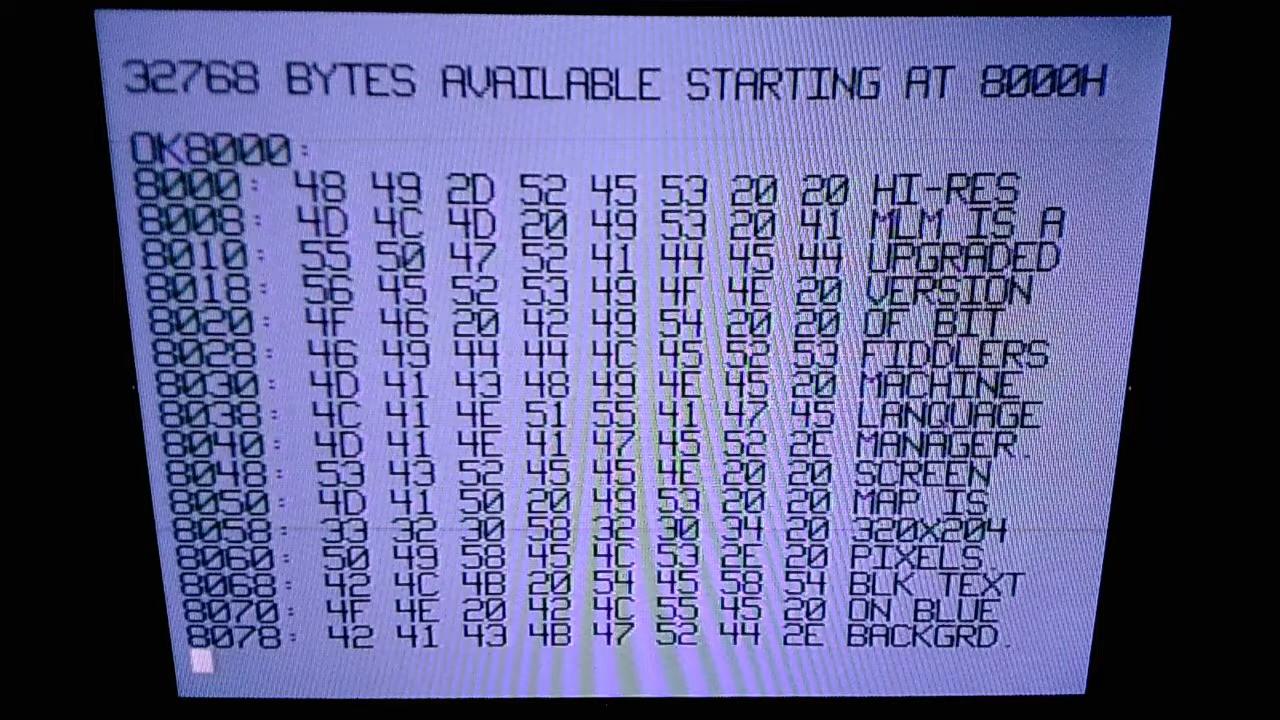 32768 BYTES AVAILABLE STARTING AT 8000H
OK8000:
8000: 48 49 2D 52 45 53 20 20 HI-RES
8008: 4D 4C 4D 20 49 53 20 41 MLM IS A
8010: 55 50 47 52 41 44 45 44 UPGRADED
8018: 56 45 52 53 49 4F 4E 20 VERSION
8020: 4F 46 20 42 49 54 20 20 OF BIT
8028: 46 49 44 44 4C 45 52 53 FIDDLERS
8030: 4D 41 43 48 49 4E 45 20 MACHINE
8038: 4C 41 4E 51 55 41 47 45 LANQUAGE
8040: 4D 41 4E 41 47 45 52 2E MANAGER.
8048: 53 43 52 45 45 4E 20 20 SCREEN
8050: 4D 41 50 20 49 53 20 20 MAP IS
8058: 33 32 30 58 32 30 34 20 320X204
8060: 50 49 58 45 4C 53 2E 20 PIXELS.
8068: 42 4C 4B 20 54 45 58 54 BLK TEXT
8070: 4F 4E 20 42 4C 55 45 20 ON BLUE
8078: 42 41 43 4B 47 52 44 2E BACKGRD.